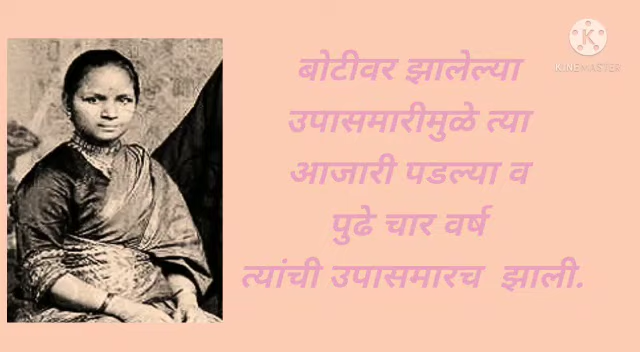 बोटीवर झालेल्या
उपासमारीमुळे त्या
आजारी पडल्या व
पुढे चार वर्ष
त्यांची उपासमारच झाली.
KINEMASTER